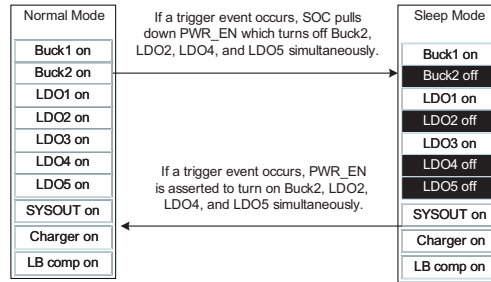 Normal Mode
Buck1 on
Buck2 on
LDO1 on
LDO2 on
LDO3 on
LDO4 on
LDO5 on
SYSOUT on
Charger on
LB comp on
If a trigger event occurs, SOC pulls
down PWR_EN which turns off Buck2,
LDO2, LDO4, and LDO5 simultaneously.
If a trigger event occurs, PWR_EN
is asserted to turn on Buck2, LDO2,
LDO4, and LDO5 simultaneously.
Sleep Mode
Buck1 on
Buck2 off
LDO1 on
LDO2 off
LDO3 on
LDO4 off
LDO5 off
SYSOUT on
Charger on
LB comp on